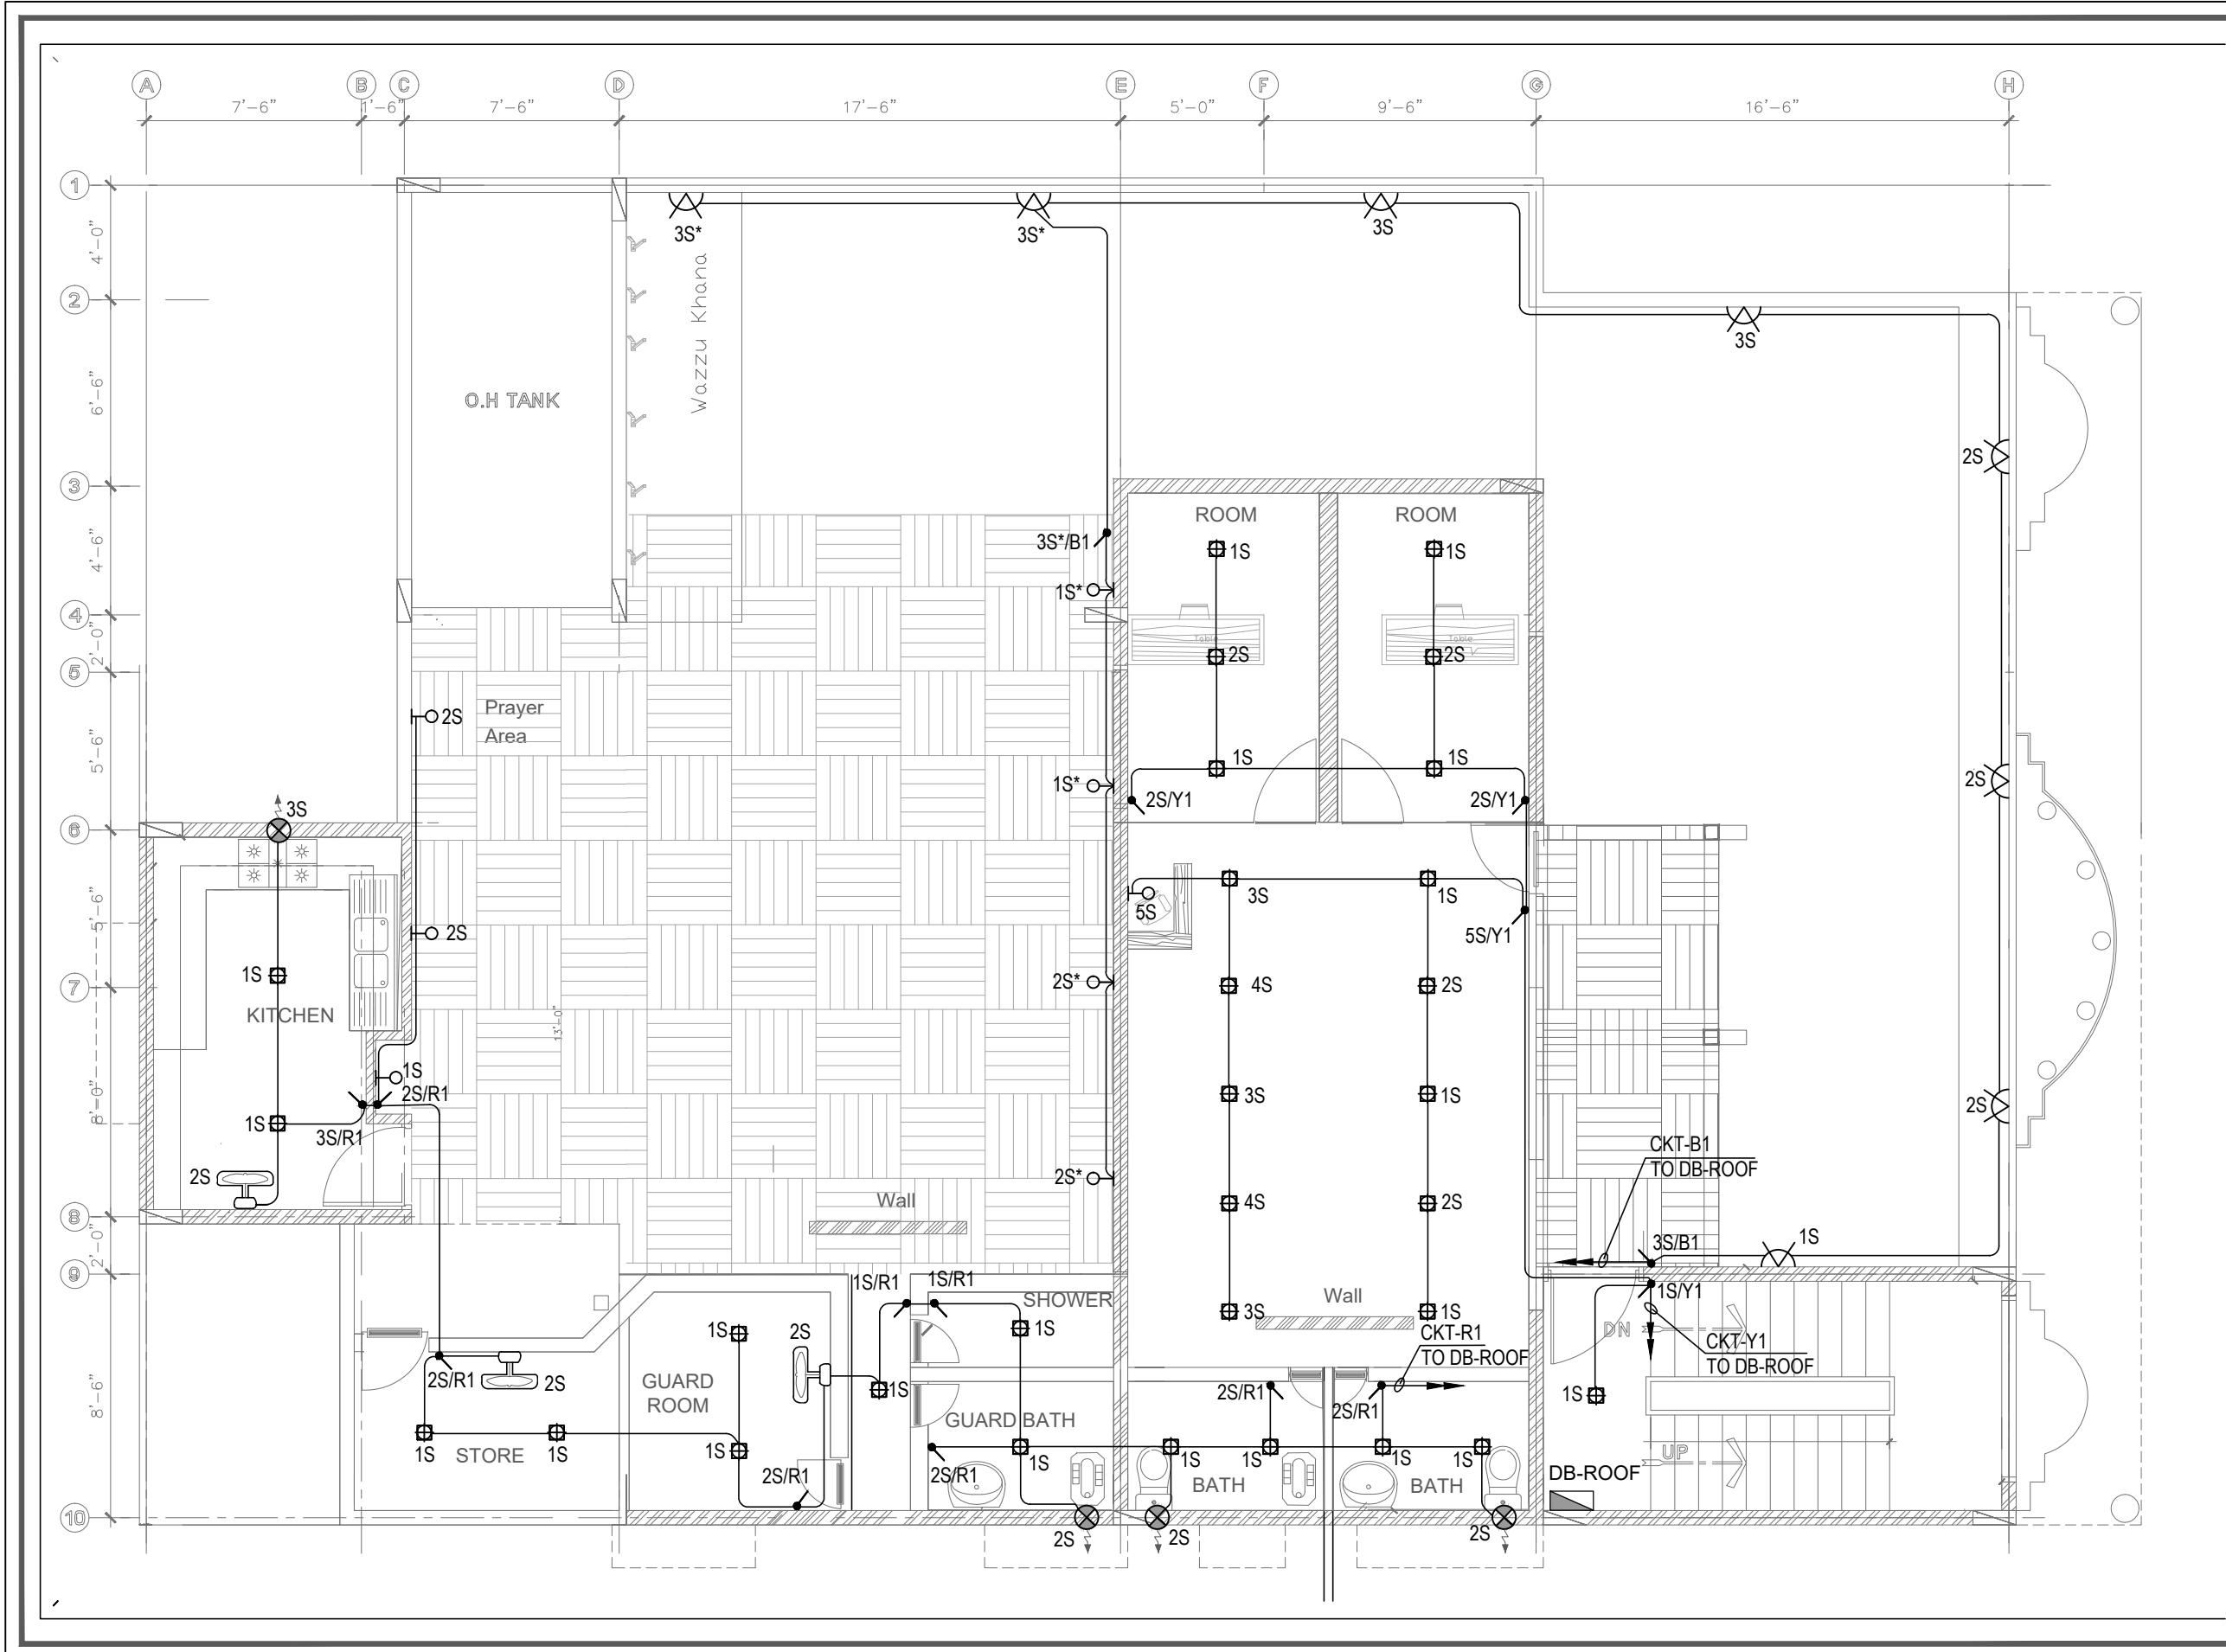 A B C D E F G H
7'-6" 1'-6" 7'-6" 17'-6" 5'-0" 9'-6" 16'-6"
1
4'-0"
2
6'-6"
3
4'-6"
4
2'-0"
5
5'-6"
6
5'-6"
7
8'-0"
8
2'-0"
9
8'-6"
10
3S*
3S*
3S
3S
Wazzu Khana
O.H TANK
2S
ROOM
ROOM
3S*/B1
1S
1S
1S*
Table
Table
2S
2S
2S
Prayer
Area
1S
1S
1S*
2S/Y1
2S/Y1
2S
3S
3S
1S
5S
5S/Y1
2S
1S
KITCHEN
2S*
4S
2S
13'-0"
1S
2S/R1
3S
1S
2S
1S
3S/R1
CKT-B1
TO DB-ROOF
2S
2S*
Wall
4S
2S
3S/B1
1S
1S/R1
1S/R1
SHOWER
Wall
1S/Y1
3S
1S
1S
2S
1S
CKT-R1
TO DB-ROOF
DN
CKT-Y1
TO DB-ROOF
2S/R1
2S
GUARD
ROOM
1S
2S/R1
2S/R1
1S
GUARD BATH
1S
STORE
1S
1S
2S/R1
2S/R1
1S
1S
1S
1S
1S
BATH
BATH
UP
DB-ROOF
2S
2S
2S